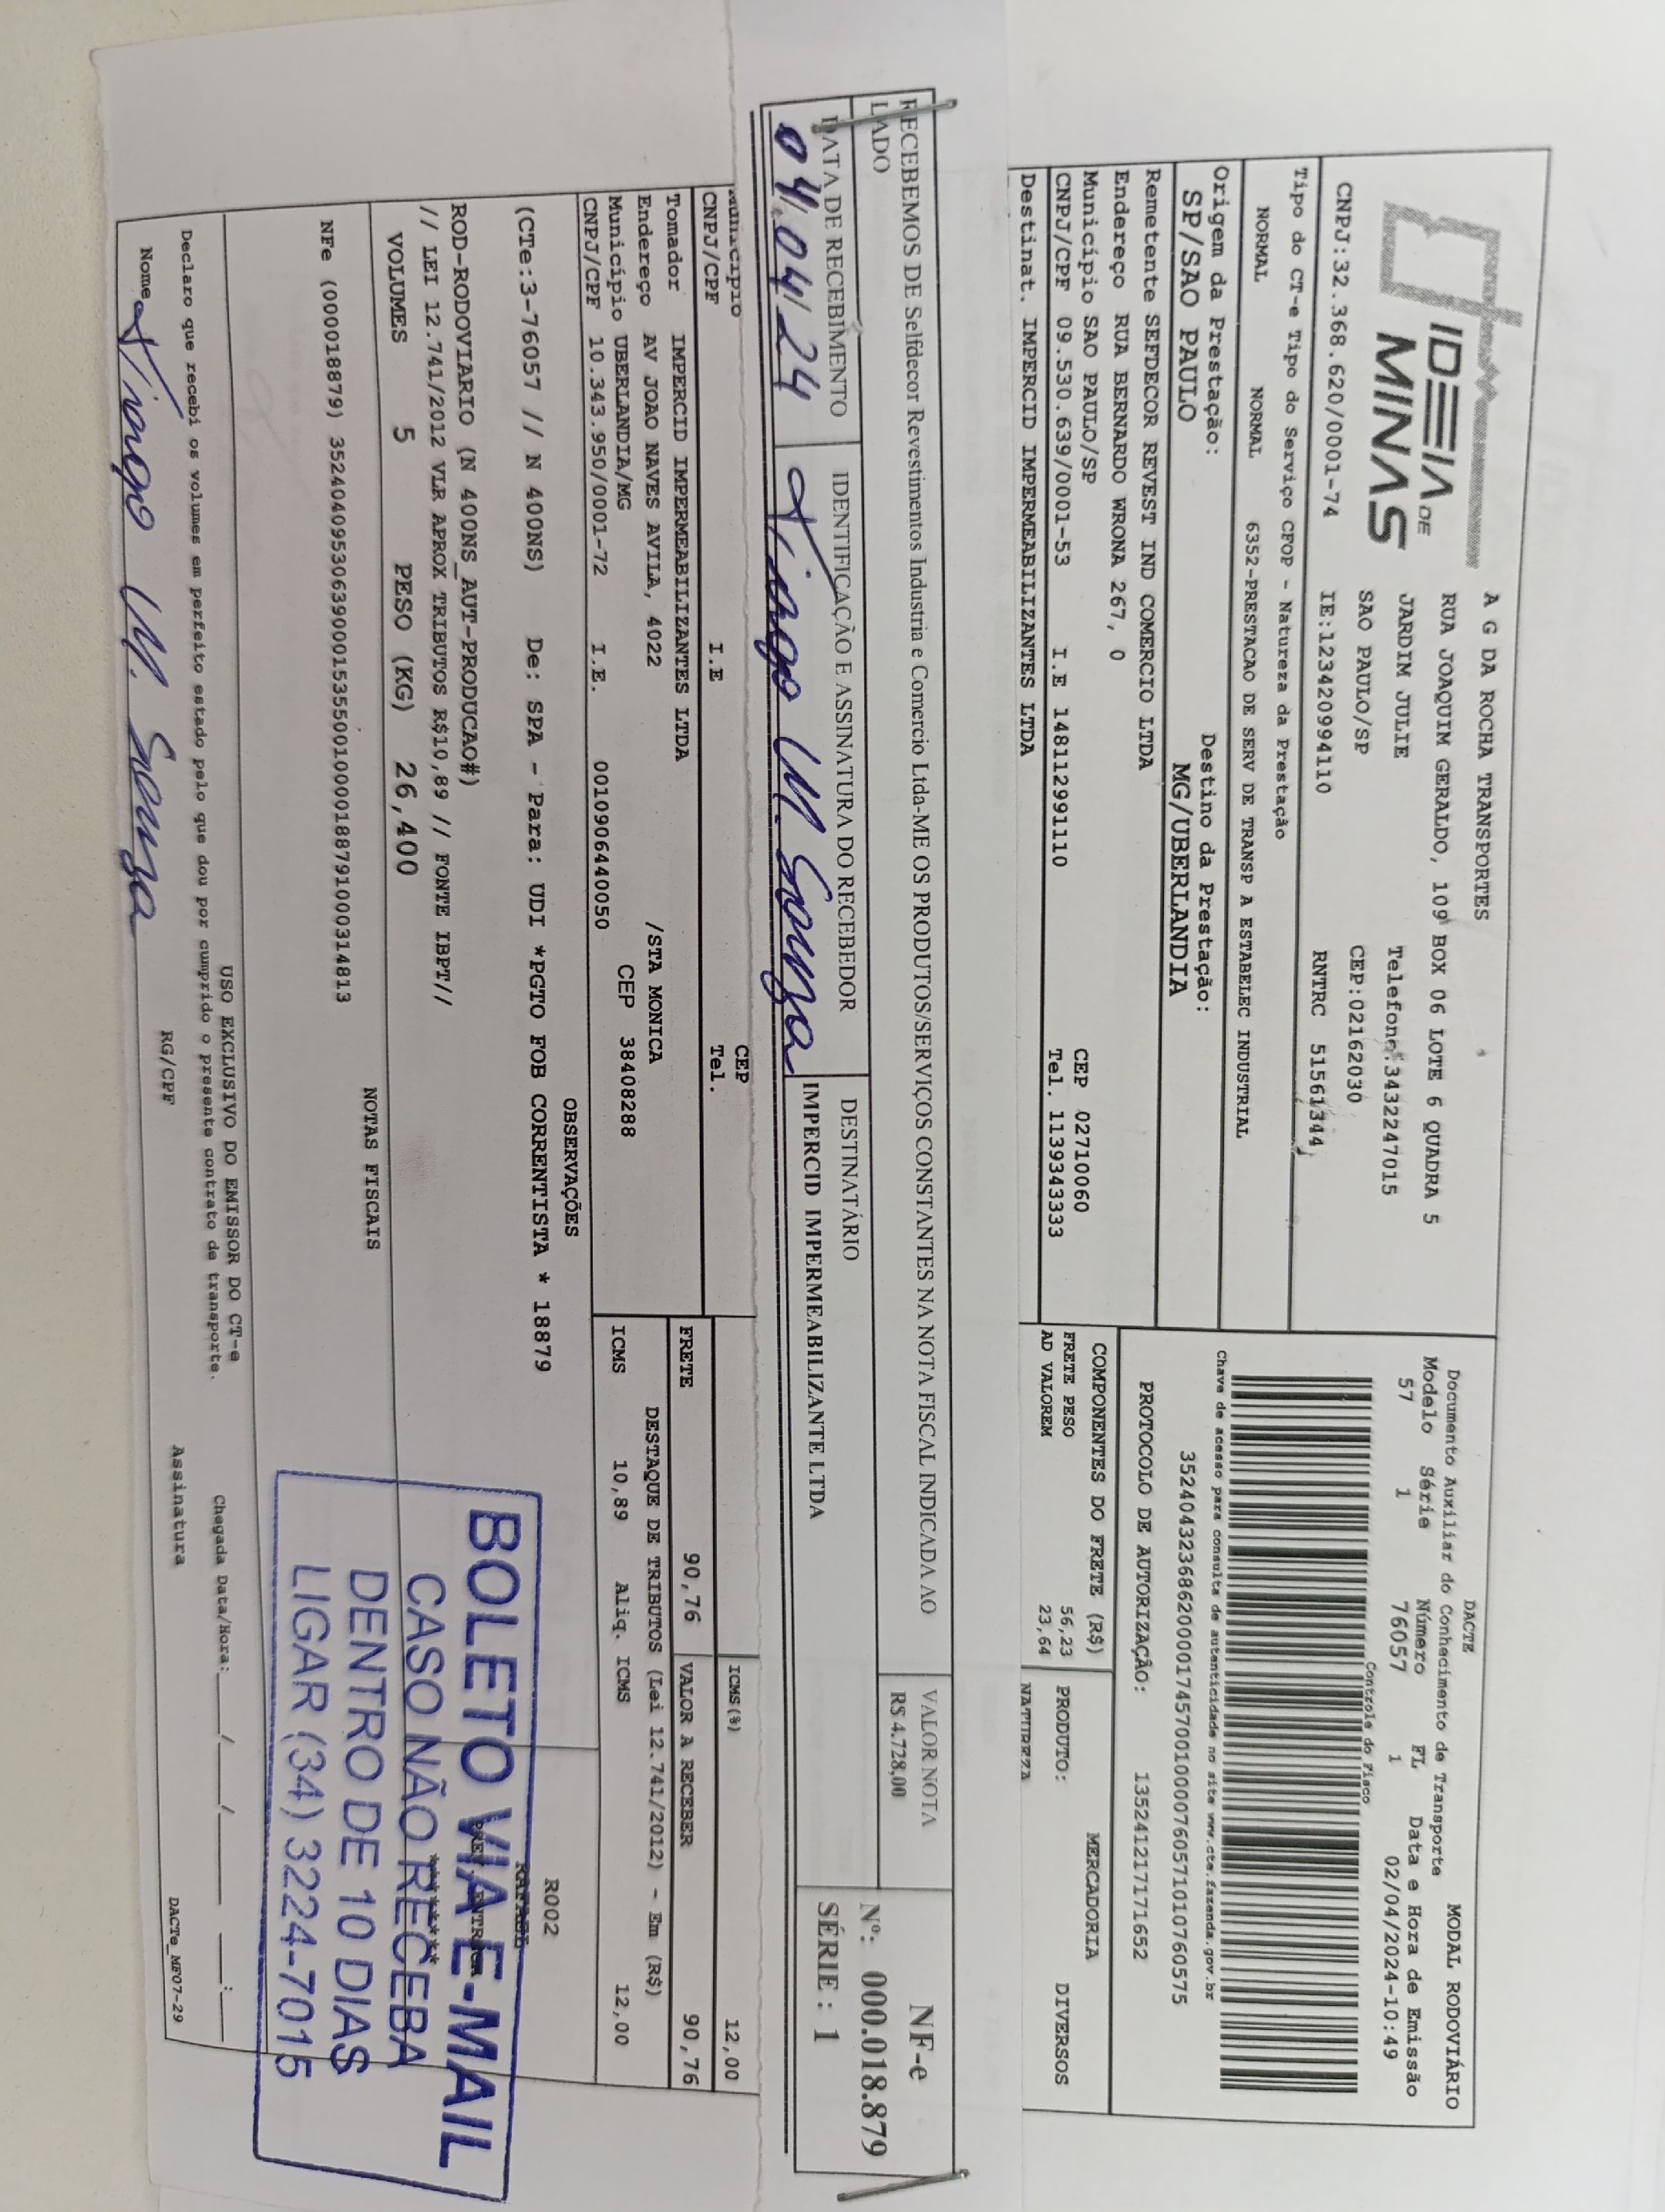 IDEIA DE
MINAS
A G DA ROCHA TRANSPORTES
RUA JOAQUIM GERALDO, 109 BOX 06 LOTE 6 QUADRA 5
JARDIM JULIE Telefone.3432247015
SAO PAULO/SP CEP:02162030
CNPJ:32.368.620/0001-74 IE:123420994110 RNTRC 51561344
Tipo do CT-e Tipo do Serviço CFOP - Natureza da Prestação
NORMAL NORMAL 6352-PRESTACAO DE SERV DE TRANSP A ESTABELEC INDUSTRIAL
Origem da Prestação: Destino da Prestação:
SP/SAO PAULO MG/UBERLANDIA
Remetente SEFDECOR REVEST IND COMERCIO LTDA
Endereço RUA BERNARDO WRONA 267, 0
Município SAO PAULO/SP CEP 02710060
CNPJ/CPF 09.530.639/0001-53 I.E 148112991110 Tel. 1139343333
Destinat. IMPERCID IMPERMEABILIZANTES LTDA
DACTE MODAL RODOVIÁRIO
Documento Auxiliar do Conhecimento de Transporte
Modelo Série Número FL Data e Hora de Emissão
57 1 76057 1 02/04/2024-10:49
Controle do Fisco
Chave de acesso para consulta de autenticidade no site www.cte.fazenda.gov.br
35240432368620000174570010000760571010760575
PROTOCOLO DE AUTORIZAÇÃO: 135241217171652
COMPONENTES DO FRETE (R$) MERCADORIA
FRETE PESO 56,23 PRODUTO: DIVERSOS
AD VALOREM 23,64 NATUREZA
RECEBEMOS DE Selfdecor Revestimentos Industria e Comercio Ltda-ME OS PRODUTOS/SERVIÇOS CONSTANTES NA NOTA FISCAL INDICADA AO
LADO
VALOR NOTA
R$ 4.728,00
NF-e
Nº: 000.018.879
SÉRIE : 1
DATA DE RECEBIMENTO IDENTIFICAÇÃO E ASSINATURA DO RECEBEDOR DESTINATÁRIO
04/04/24 Tiago M. Souza IMPERCID IMPERMEABILIZANTE LTDA
Município CEP
CNPJ/CPF I.E Tel.
ICMS(%) 12,00
Tomador IMPERCID IMPERMEABILIZANTES LTDA
Endereço AV JOAO NAVES AVILA, 4022 /STA MONICA
Município UBERLANDIA/MG CEP 38408288
CNPJ/CPF 10.343.950/0001-72 I.E. 0010906440050
FRETE 90,76 VALOR A RECEBER 90,76
DESTAQUE DE TRIBUTOS (Lei 12.741/2012) - Em (R$)
ICMS 10,89 Aliq. ICMS 12,00
OBSERVAÇÕES
R002
(CTe:3-76057 // N 400NS) De: SPA - Para: UDI *PGTO FOB CORRENTISTA * 18879
ROD-RODOVIARIO (N 400NS_AUT-PRODUCAO#)
// LEI 12.741/2012 VLR APROX TRIBUTOS R$10,89 // FONTE IBPT//
VOLUMES 5 PESO (KG) 26,400
NOTAS FISCAIS
NFe (000018879) 35240409530639000153550010000188791000314813
BOLETO VIA E-MAIL
CASO NÃO RECEBA
DENTRO DE 10 DIAS
LIGAR (34) 3224-7015
USO EXCLUSIVO DO EMISSOR DO CT-e
Declaro que recebi os volumes em perfeito estado pelo que dou por cumprido o presente contrato de transporte. Chegada Data/Hora:____/____/____ ____:____
Nome Tiago M. Souza RG/CPF Assinatura DACTe_MF07-29